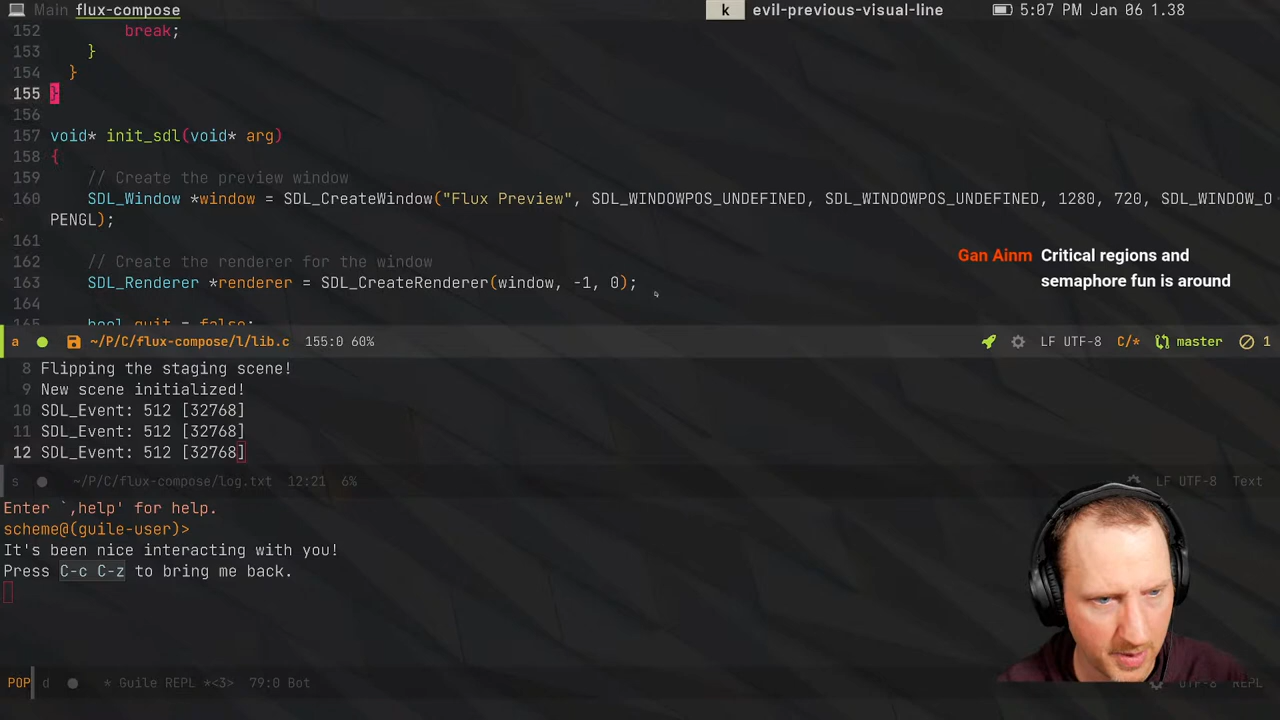 Main flux-compose
k evil-previous-visual-line 5:07 PM Jan 06 1.38
152 break;
153 }
154 }
155 }
156
157 void* init_sdl(void* arg)
158 {
159 // Create the preview window
160 SDL_Window *window = SDL_CreateWindow("Flux Preview", SDL_WINDOWPOS_UNDEFINED, SDL_WINDOWPOS_UNDEFINED, 1280, 720, SDL_WINDOW_O
PENGL);
161
162 // Create the renderer for the window
163 SDL_Renderer *renderer = SDL_CreateRenderer(window, -1, 0);
164
165 bool quit = false;
Gan Ainm Critical regions and
semaphore fun is around
a ~/P/C/flux-compose/l/lib.c 155:0 60% LF UTF-8 C/* master 1
8 Flipping the staging scene!
9 New scene initialized!
10 SDL_Event: 512 [32768]
11 SDL_Event: 512 [32768]
12 SDL_Event: 512 [32768]
s ~/P/C/flux-compose/log.txt 12:21 6% LF UTF-8 Text
Enter `,help' for help.
scheme@(guile-user)>
It's been nice interacting with you!
Press C-c C-z to bring me back.
POP d * Guile REPL *<3> 79:0 Bot UTF-8 REPL